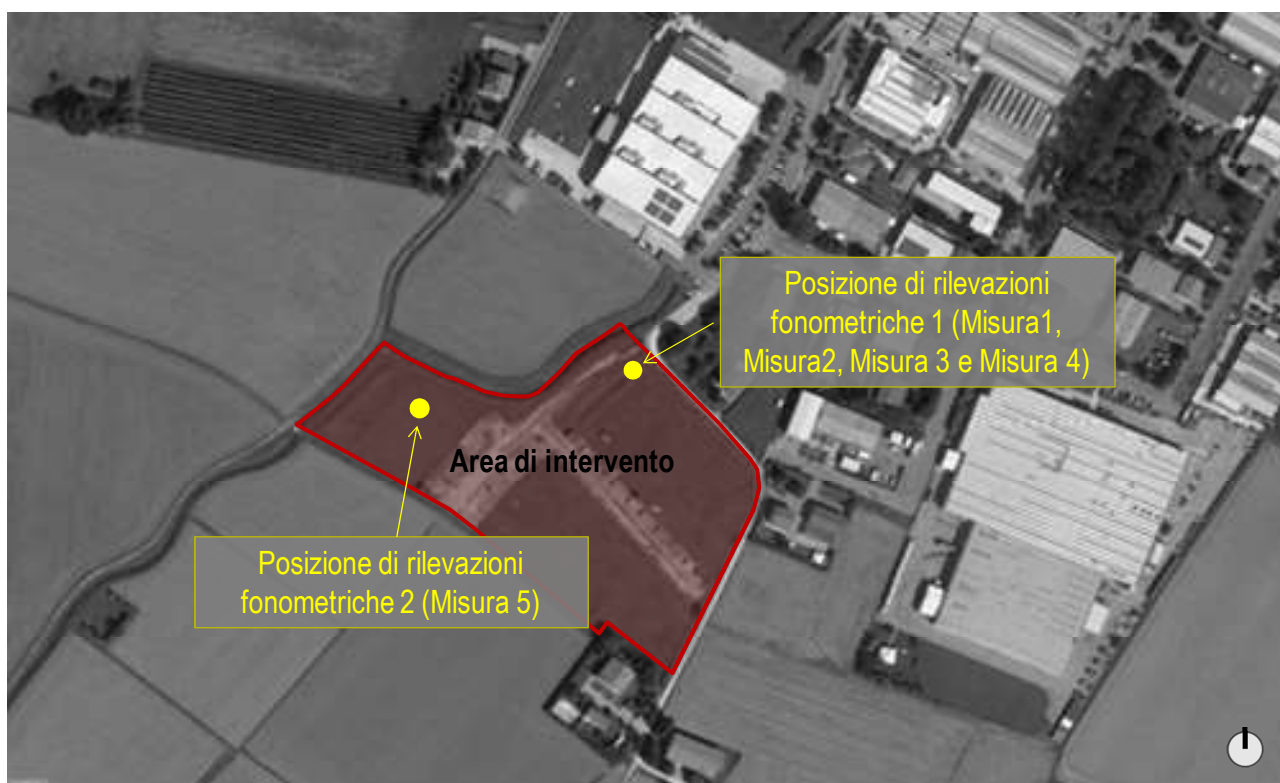 Posizione di rilevazioni
fonometriche 1 (Misura1,
Misura2, Misura 3 e Misura 4)
Area di intervento
Posizione di rilevazioni
fonometriche 2 (Misura 5)